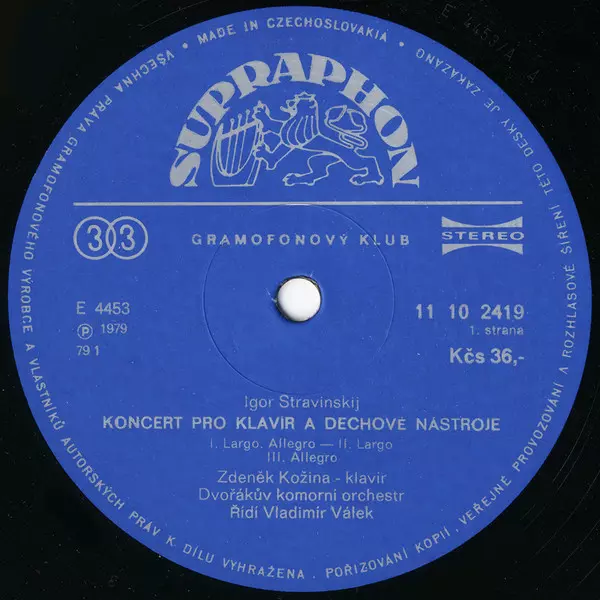 E 4453/A A
MADE IN CZECHOSLOVAKIA • VŠECHNA PRÁVA GRAMOFONOVÉHO VÝROBCE A VLASTNÍKŮ AUTORSKÝCH PRÁV K DÍLU VYHRAŽENA. POŘIZOVÁNÍ KOPIÍ, VEŘEJNÉ PROVOZOVÁNÍ A ROZHLASOVÉ ŠÍŘENÍ TÉTO DESKY JE ZAKÁZÁNO •
SUPRAPHON
33
GRAMOFONOVÝ KLUB
STEREO
E 4453
Ⓟ 1979
79 1
11 10 2419
1. strana
Kčs 36,-
Igor Stravinskij
KONCERT PRO KLAVÍR A DECHOVÉ NÁSTROJE
I. Largo. Allegro — II. Largo
III. Allegro
Zdeněk Kožina - klavír
Dvořákův komorní orchestr
Řídí Vladimír Válek